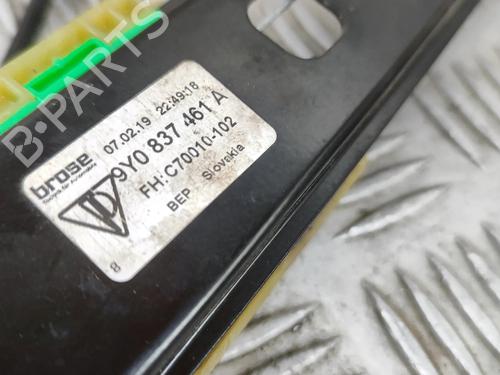 B-PARTS
brose
07.02.19 22:49:18
9Y0 837 461 A
FH: C70010-102
BEP Slovakia
8